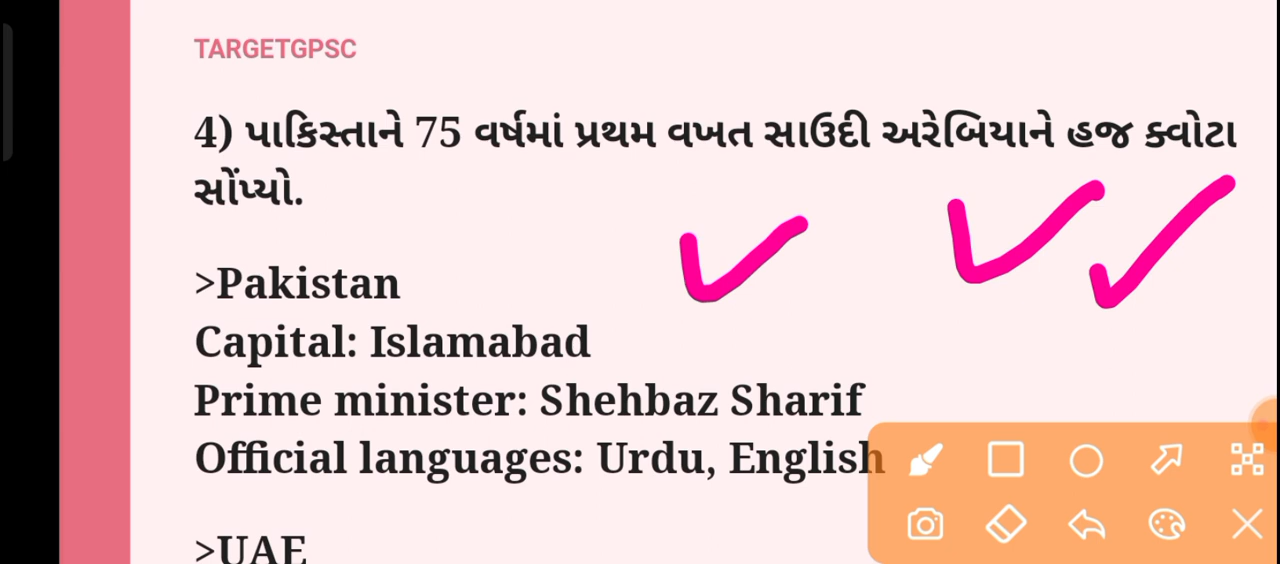 TARGETGPSC
4) પાકિસ્તાને 75 વર્ષમાં પ્રથમ વખત સાઉદી અરેબિયાને હજ ક્વોટા
સોંપ્યો.
>Pakistan
Capital: Islamabad
Prime minister: Shehbaz Sharif
Official languages: Urdu, English
>UAE